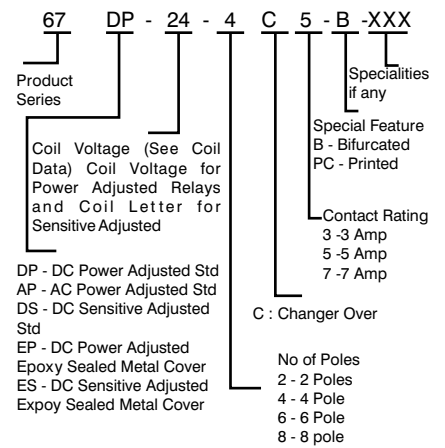 67 DP - 24 - 4 C 5 - B -XXX
Product
Series
Specialities
if any
Special Feature
B - Bifurcated
PC - Printed
Coil Voltage (See Coil
Data) Coil Voltage for
Power Adjusted Relays
and Coil Letter for
Sensitive Adjusted
Contact Rating
3 -3 Amp
5 -5 Amp
7 -7 Amp
DP - DC Power Adjusted Std
AP - AC Power Adjusted Std
DS - DC Sensitive Adjusted
Std
EP - DC Power Adjusted
Epoxy Sealed Metal Cover
ES - DC Sensitive Adjusted
Expoy Sealed Metal Cover
C : Changer Over
No of Poles
2 - 2 Poles
4 - 4 Pole
6 - 6 Pole
8 - 8 pole